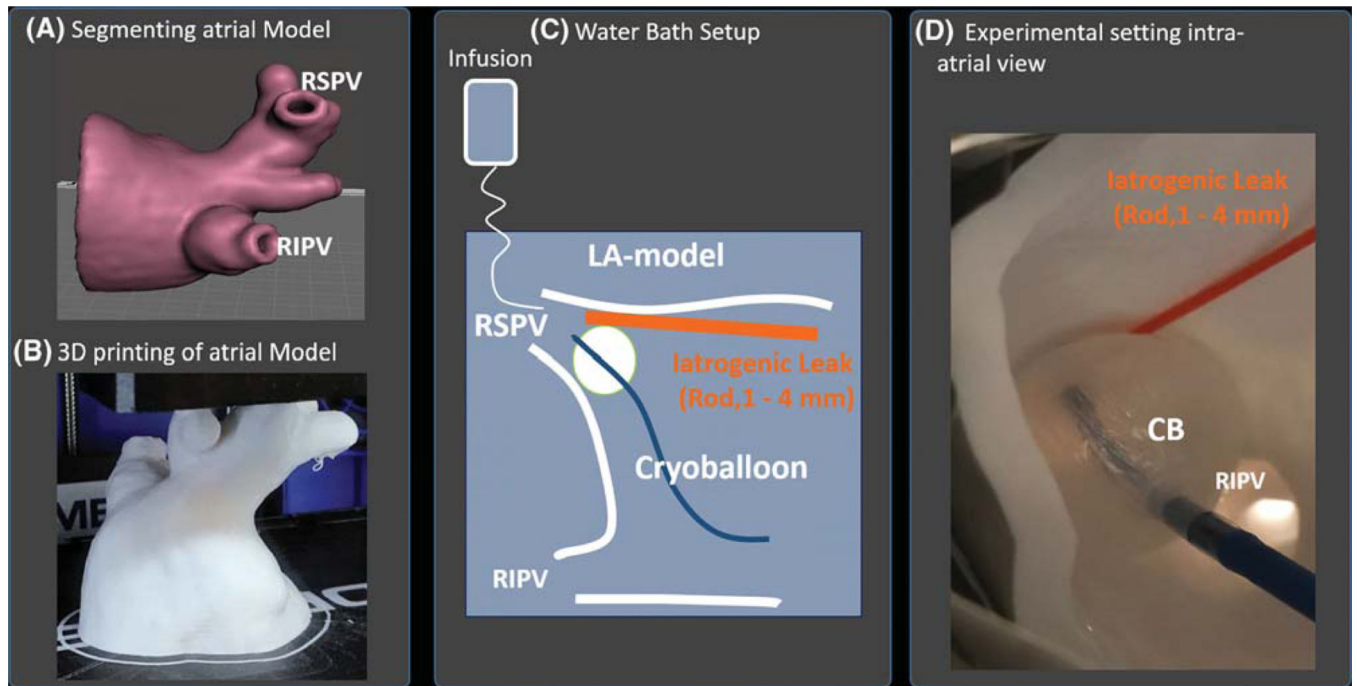 (A) Segmenting atrial Model
RSPV
RIPV
(B) 3D printing of atrial Model
(C) Water Bath Setup
Infusion
LA-model
RSPV
Iatrogenic Leak
(Rod,1 - 4 mm)
Cryoballoon
RIPV
(D) Experimental setting intra-
atrial view
Iatrogenic Leak
(Rod,1 - 4 mm)
CB
RIPV